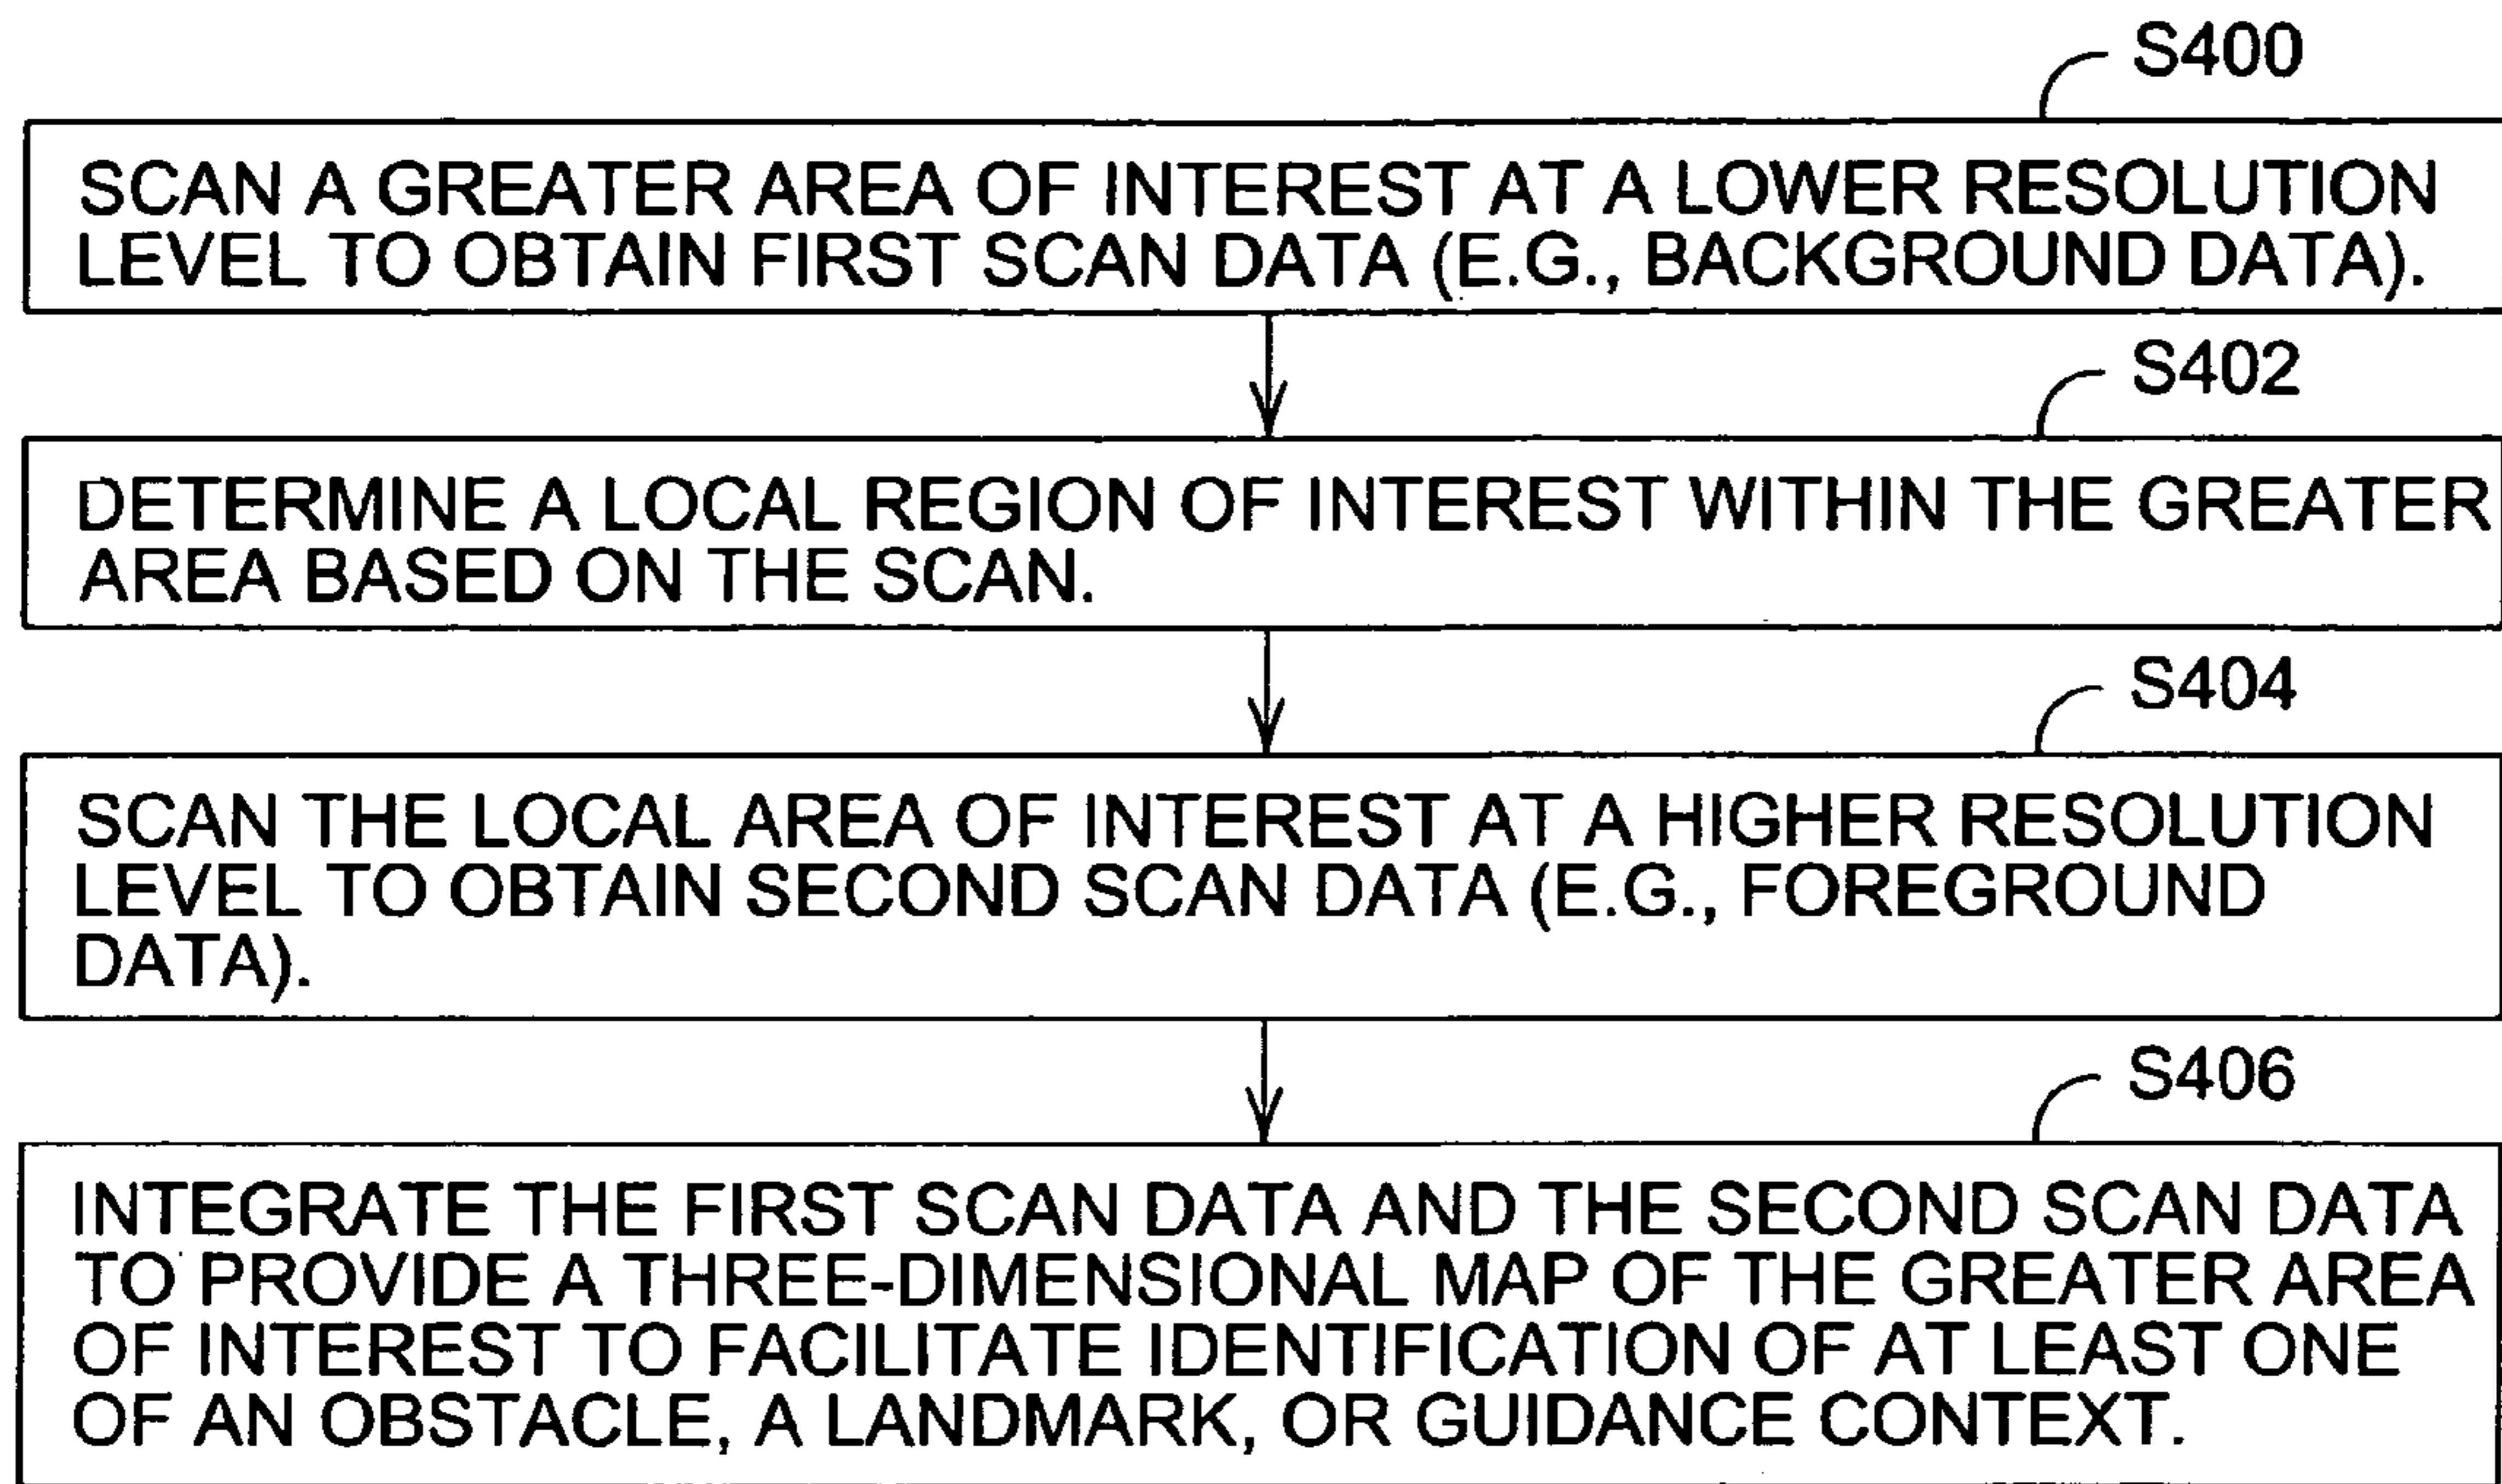 S400
SCAN A GREATER AREA OF INTEREST AT A LOWER RESOLUTION
LEVEL TO OBTAIN FIRST SCAN DATA (E.G., BACKGROUND DATA).
S402
DETERMINE A LOCAL REGION OF INTEREST WITHIN THE GREATER
AREA BASED ON THE SCAN.
S404
SCAN THE LOCAL AREA OF INTEREST AT A HIGHER RESOLUTION
LEVEL TO OBTAIN SECOND SCAN DATA (E.G., FOREGROUND
DATA).
S406
INTEGRATE THE FIRST SCAN DATA AND THE SECOND SCAN DATA
TO PROVIDE A THREE-DIMENSIONAL MAP OF THE GREATER AREA
OF INTEREST TO FACILITATE IDENTIFICATION OF AT LEAST ONE
OF AN OBSTACLE, A LANDMARK, OR GUIDANCE CONTEXT.